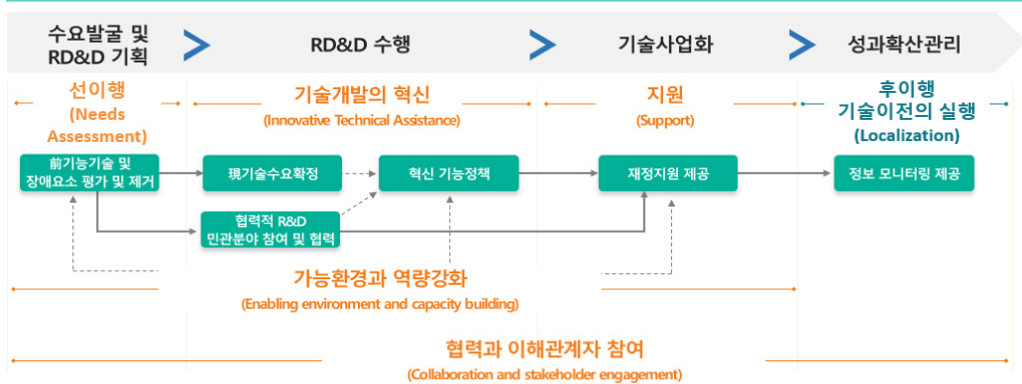 수요발굴 및
RD&D 기획
RD&D 수행
기술사업화
성과확산관리
선이행
(Needs
Assessment)
기술개발의 혁신
(Innovative Technical Assistance)
지원
(Support)
후이행
기술이전의 실행
(Localization)
前기능기술 및
장애요소 평가 및 제거
現기술수요확정
혁신 기능정책
재정지원 제공
정보 모니터링 제공
협력적 R&D
민관분야 참여 및 협력
가능환경과 역량강화
(Enabling environment and capacity building)
협력과 이해관계자 참여
(Collaboration and stakeholder engagement)